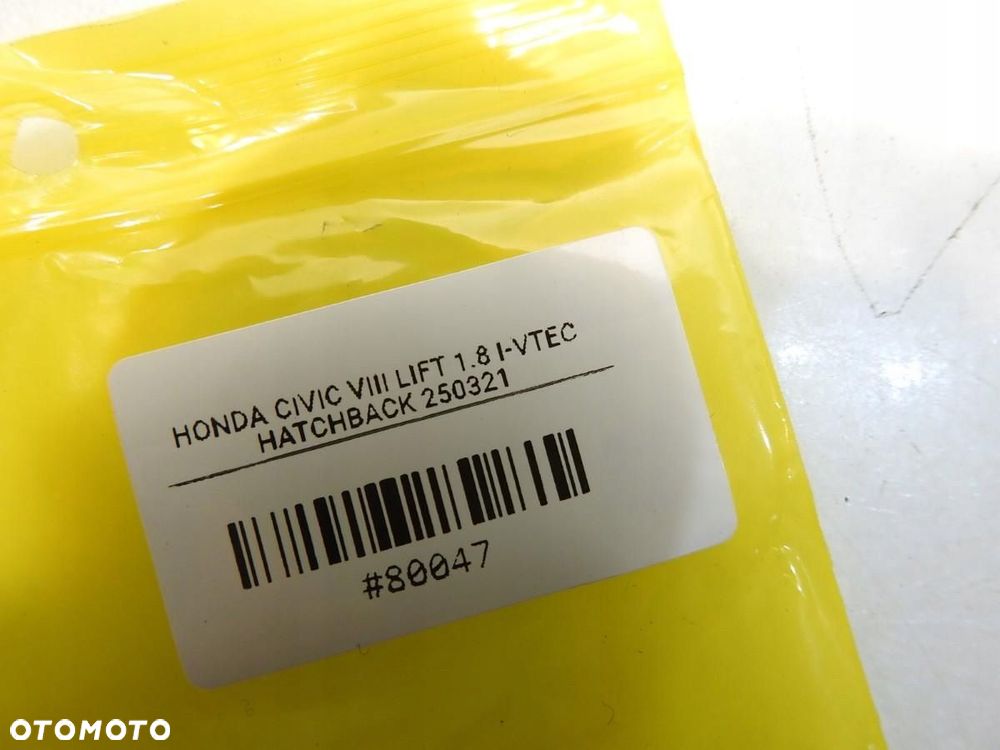 HONDA CIVIC VIII LIFT 1.8 I-VTEC
HATCHBACK 250321
#80047
OTOMOTO